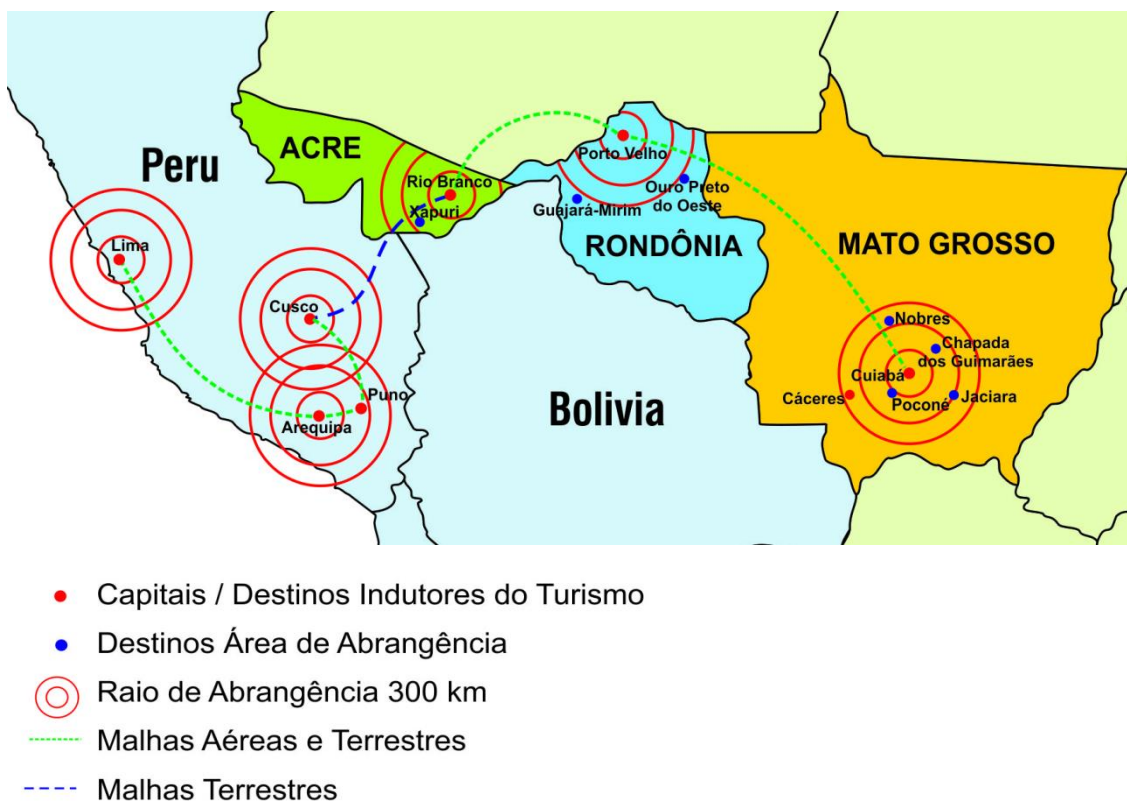 Peru
ACRE
Rio Branco
Xapuri
Porto Velho
Ouro Preto
do Oeste
Guajará-Mirim
RONDÔNIA
MATO GROSSO
Lima
Cusco
Puno
Arequipa
Bolivia
Nobres
Chapada
dos Guimarães
Cuiabá
Cáceres
Poconé
Jaciara
Capitais / Destinos Indutores do Turismo
Destinos Área de Abrangência
Raio de Abrangência 300 km
Malhas Aéreas e Terrestres
Malhas Terrestres